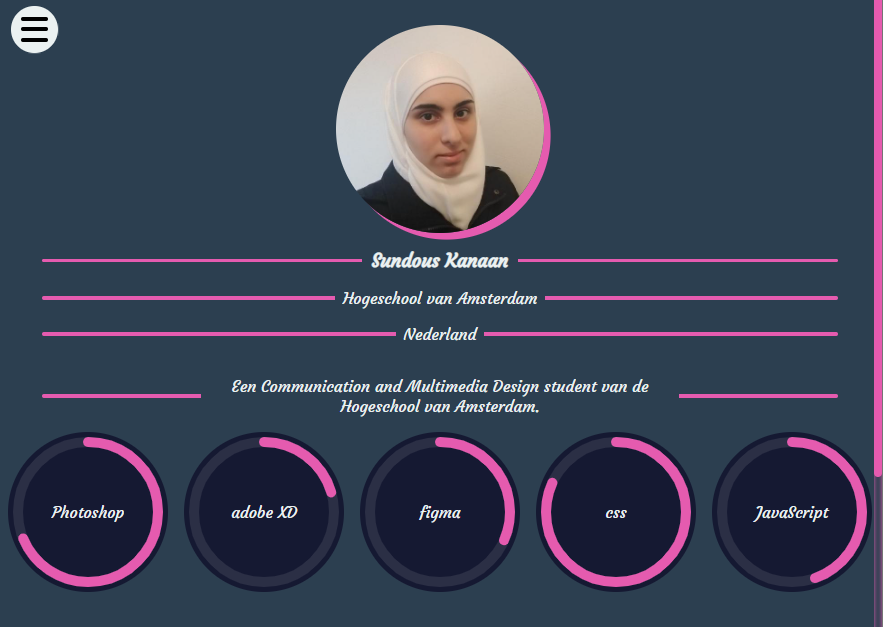 Sundous Kanaan
Hogeschool van Amsterdam
Nederland
Een Communication and Multimedia Design student van de
Hogeschool van Amsterdam.
Photoshop
adobe XD
figma
css
JavaScript